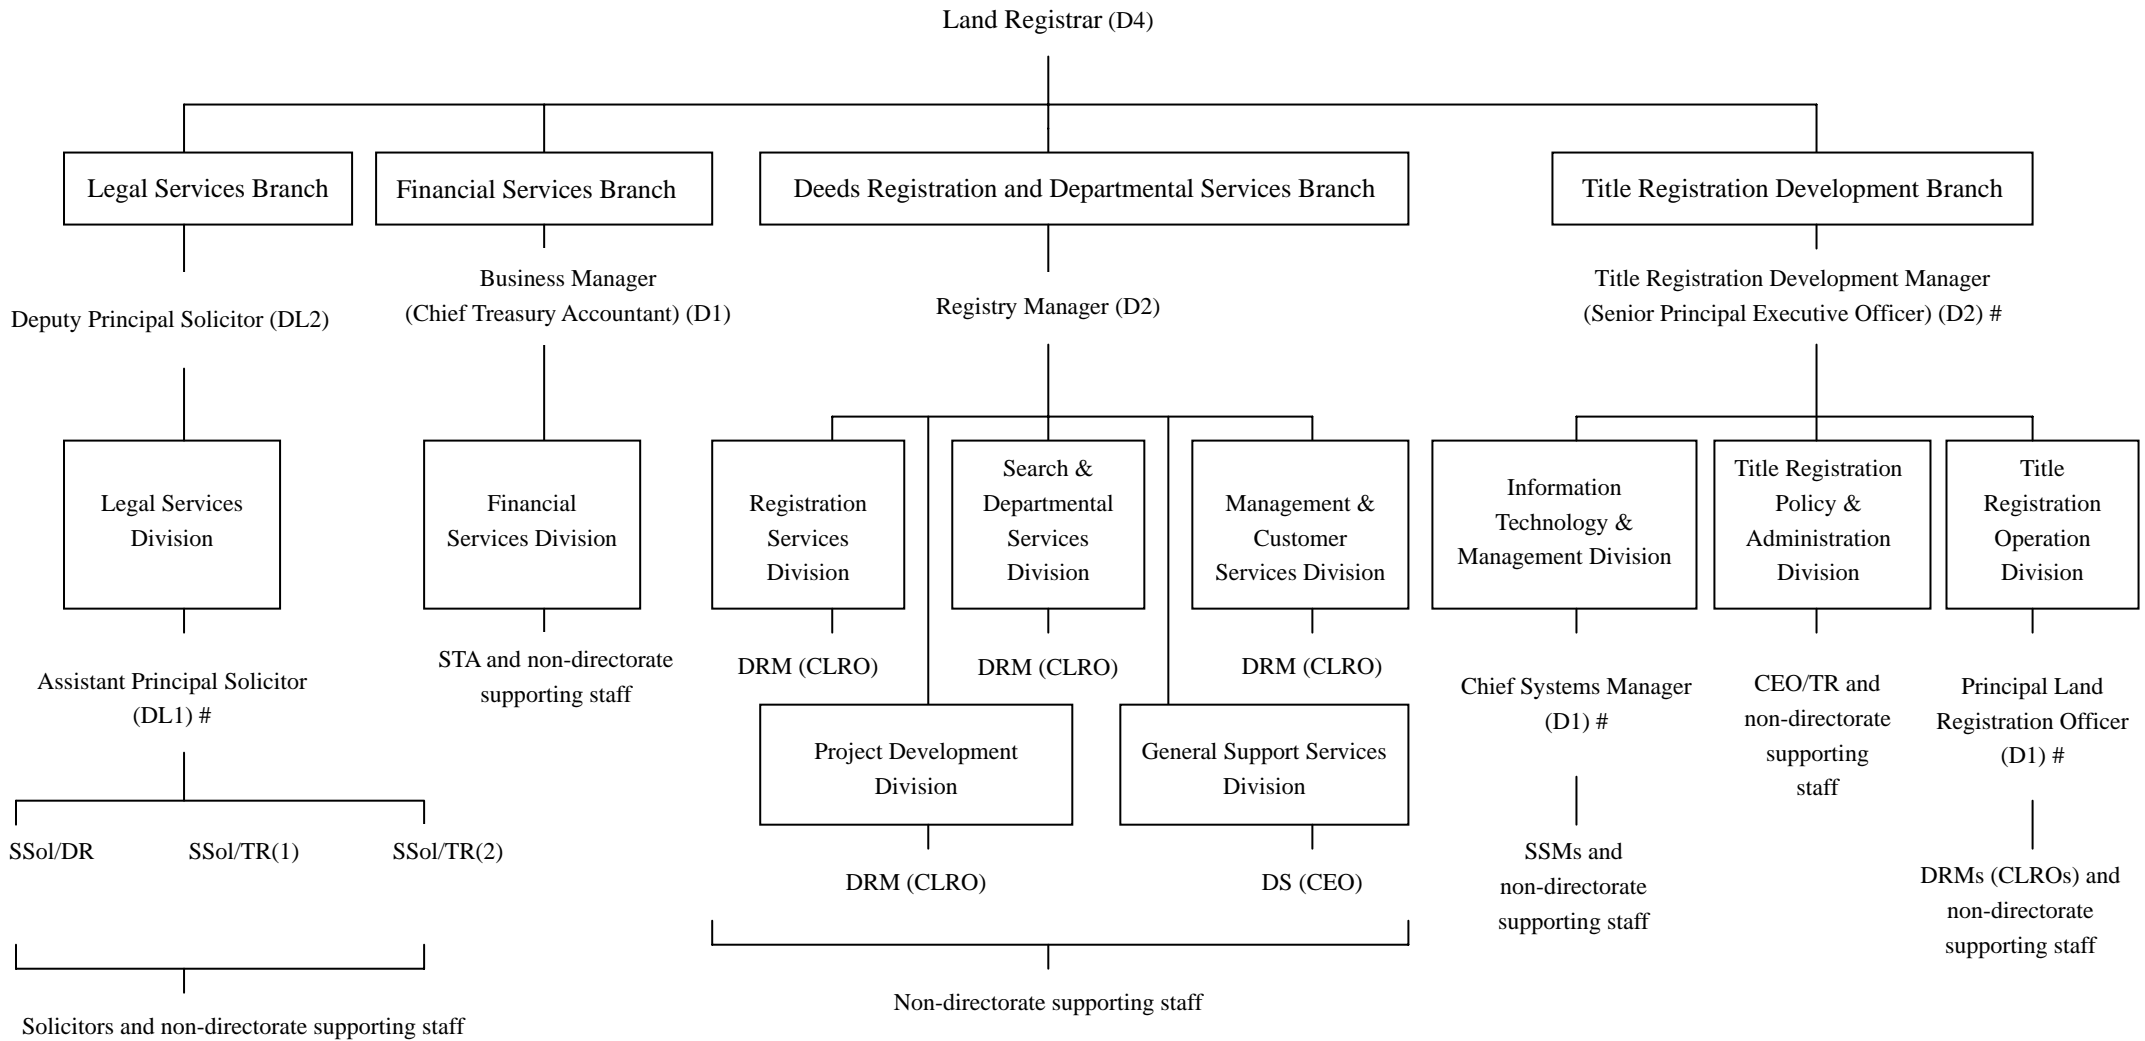 Land Registrar (D4)
Legal Services Branch
Financial Services Branch
Deeds Registration and Departmental Services Branch
Title Registration Development Branch
Deputy Principal Solicitor (DL2)
Business Manager
(Chief Treasury Accountant) (D1)
Registry Manager (D2)
Title Registration Development Manager
(Senior Principal Executive Officer) (D2) #
Legal Services
Division
Financial
Services Division
Registration
Services
Division
Search &
Departmental
Services
Division
Management &
Customer
Services Division
Information
Technology &
Management Division
Title Registration
Policy &
Administration
Division
Title
Registration
Operation
Division
Assistant Principal Solicitor
(DL1) #
STA and non-directorate
supporting staff
DRM (CLRO)
DRM (CLRO)
DRM (CLRO)
Chief Systems Manager
(D1) #
CEO/TR and
non-directorate
supporting
staff
Principal Land
Registration Officer
(D1) #
Project Development
Division
General Support Services
Division
SSol/DR
SSol/TR(1)
SSol/TR(2)
DRM (CLRO)
DS (CEO)
SSMs and
non-directorate
supporting staff
DRMs (CLROs) and
non-directorate
supporting staff
Solicitors and non-directorate supporting staff
Non-directorate supporting staff